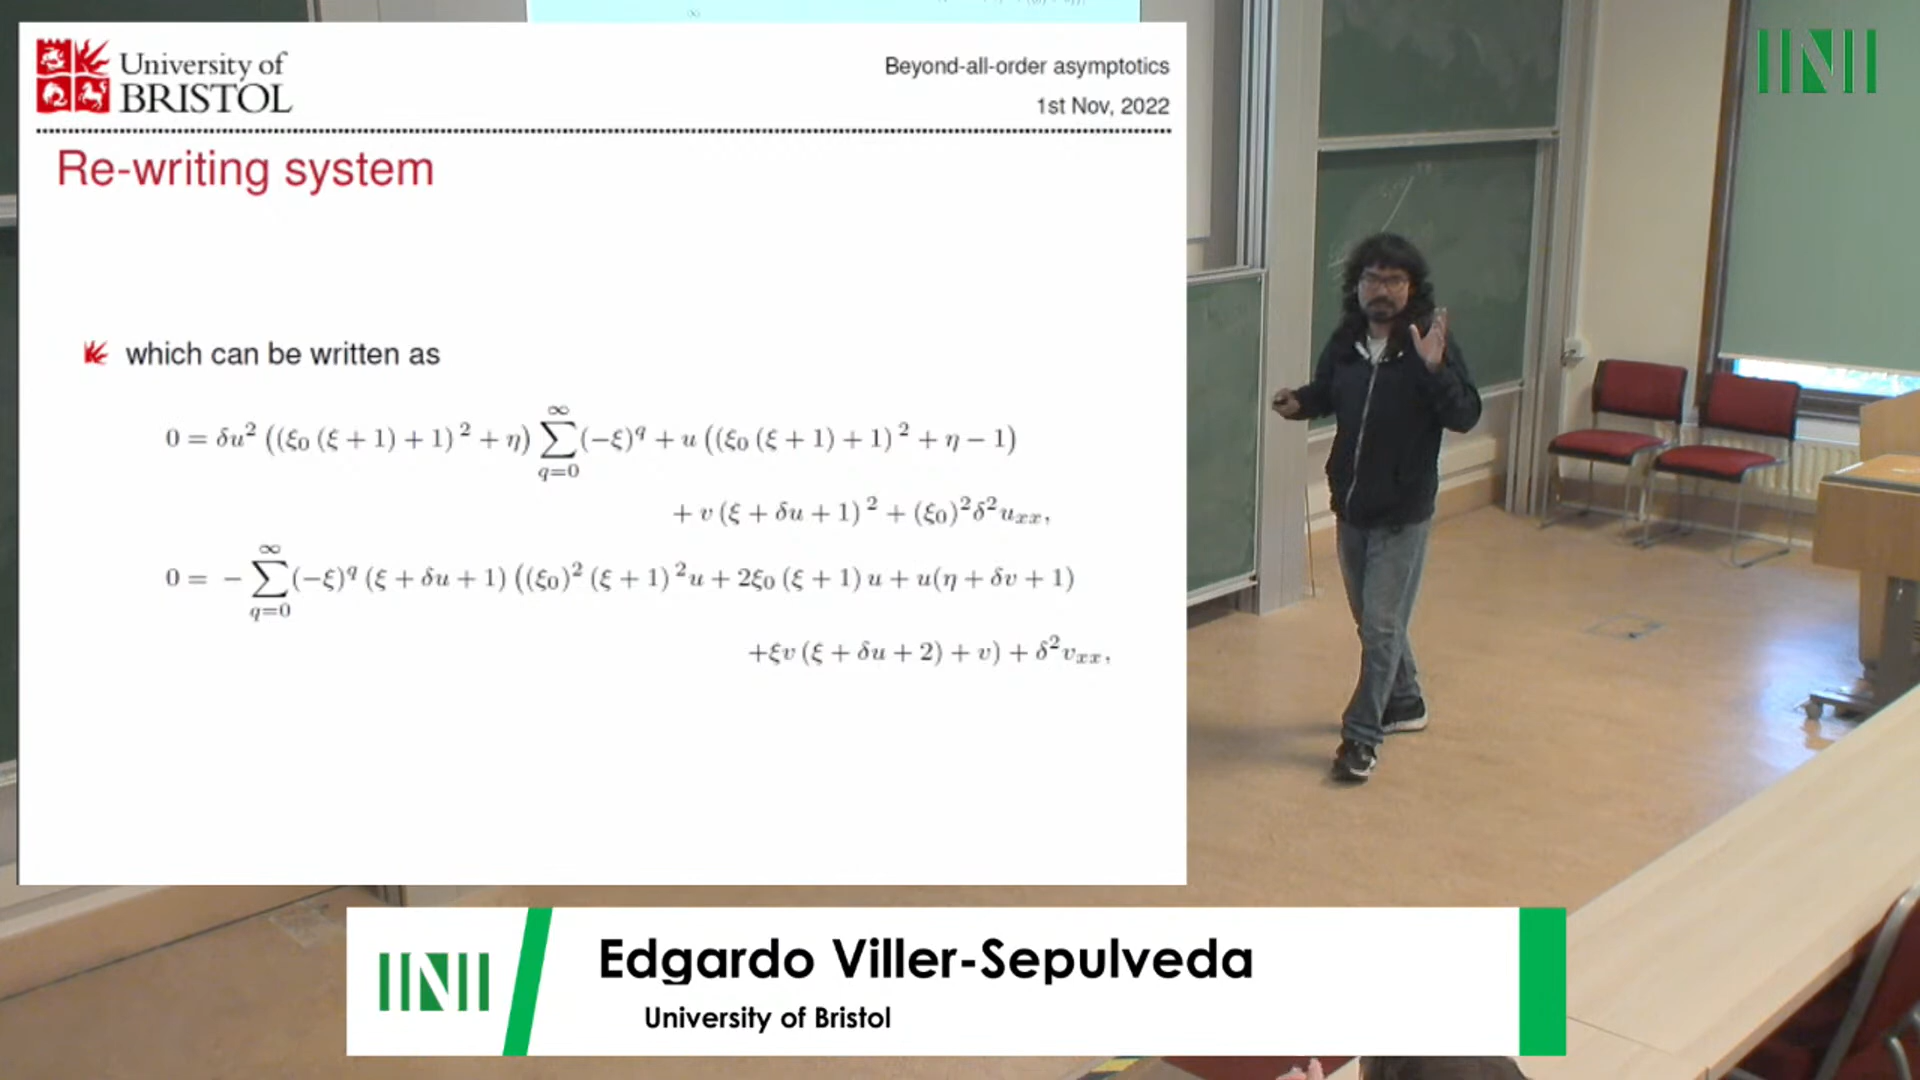 University of
BRISTOL
Beyond-all-order asymptotics
1st Nov, 2022
Re-writing system
which can be written as
0 = δu² ((ξ₀ (ξ + 1) + 1)² + η) ∑_{q=0}^{∞} (−ξ)^q + u ((ξ₀ (ξ + 1) + 1)² + η − 1)
+ v (ξ + δu + 1)² + (ξ₀)²δ²u_{xx},
0 = − ∑_{q=0}^{∞} (−ξ)^q (ξ + δu + 1) ((ξ₀)² (ξ + 1)²u + 2ξ₀ (ξ + 1) u + u(η + δv + 1)
+ξv (ξ + δu + 2) + v) + δ²v_{xx},
Edgardo Viller-Sepulveda
University of Bristol